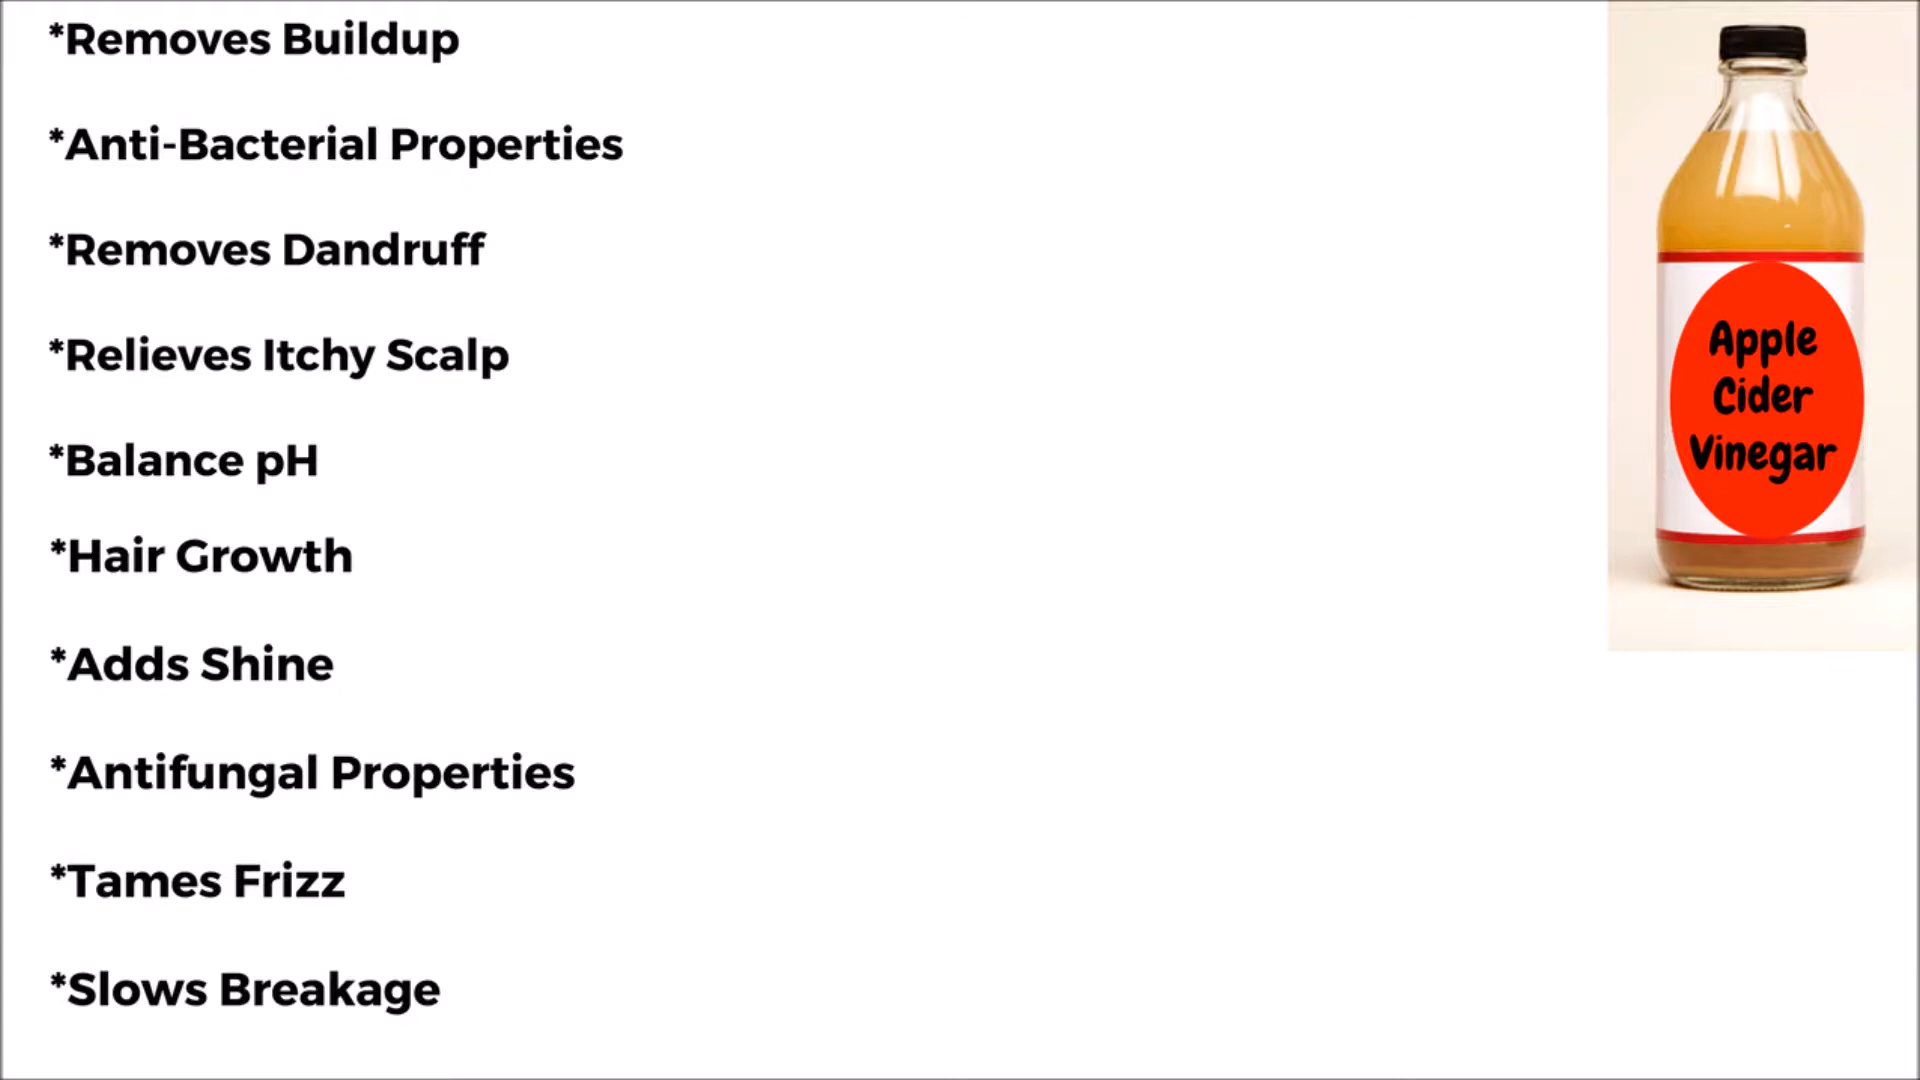 *Removes Buildup
*Anti-Bacterial Properties
*Removes Dandruff
*Relieves Itchy Scalp
*Balance pH
*Hair Growth
*Adds Shine
*Antifungal Properties
*Tames Frizz
*Slows Breakage
Apple
Cider
Vinegar